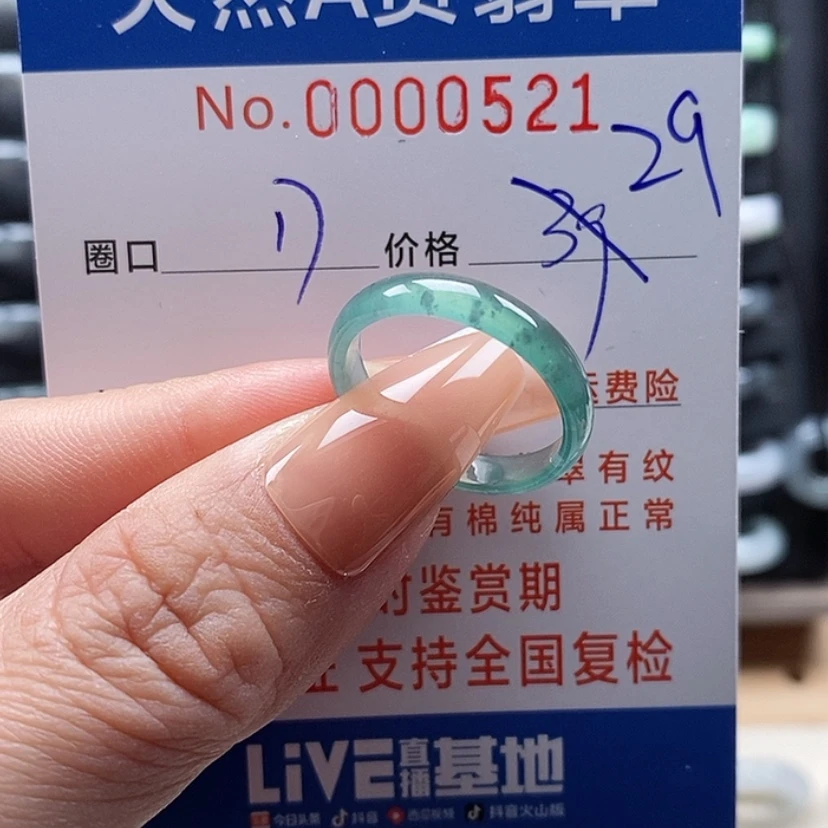 天然A货翡翠
No.0000521
29
圈口 17 价格 39
运费险
翠有纹
有棉纯属正常
时鉴赏期
支持全国复检
LiVE直播基地
今日头条 抖音 西瓜视频 抖音火山版